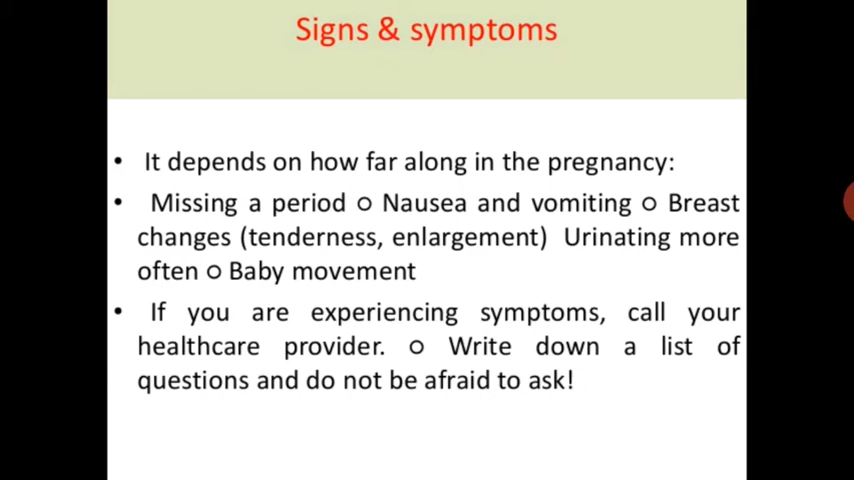 Signs & symptoms
• It depends on how far along in the pregnancy:
• Missing a period ○ Nausea and vomiting ○ Breast
changes (tenderness, enlargement) Urinating more
often ○ Baby movement
• If you are experiencing symptoms, call your
healthcare provider. ○ Write down a list of
questions and do not be afraid to ask!